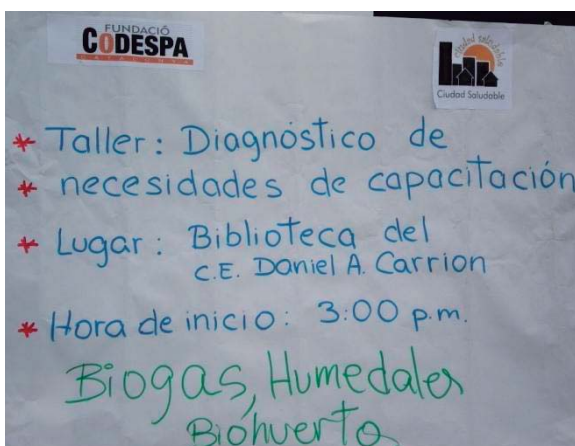 FUNDACIÓ
CODESPA
CATALUNYA
ciudad saludable
Ciudad Saludable
* Taller: Diagnóstico de
* necesidades de capacitación
* Lugar: Biblioteca del
C.E. Daniel A. Carrion
* Hora de inicio: 3:00 p.m.
Biogas, Humedales
Biohuerto